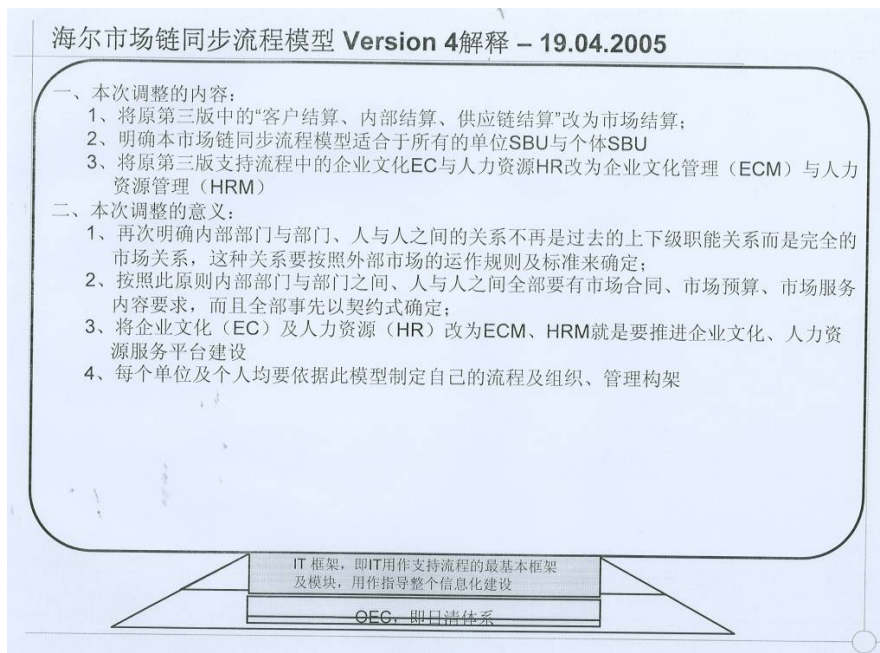 海尔市场链同步流程模型 Version 4解释 – 19.04.2005
一、本次调整的内容：
1、将原第三版中的“客户结算、内部结算、供应链结算”改为市场结算；
2、明确本市场链同步流程模型适合于所有的单位SBU与个体SBU
3、将原第三版支持流程中的企业文化EC与人力资源HR改为企业文化管理（ECM）与人力
资源管理（HRM）
二、本次调整的意义：
1、再次明确内部部门与部门、人与人之间的关系不再是过去的上下级职能关系而是完全的
市场关系，这种关系要按照外部市场的运作规则及标准来确定；
2、按照此原则内部部门与部门之间、人与人之间全部要有市场合同、市场预算、市场服务
内容要求，而且全部事先以契约式确定；
3、将企业文化（EC）及人力资源（HR）改为ECM、HRM就是要推进企业文化、人力资
源服务平台建设
4、每个单位及个人均要依据此模型制定自己的流程及组织、管理构架
IT 框架，即IT用作支持流程的最基本框架
及模块，用作指导整个信息化建设
OEC，即日清体系